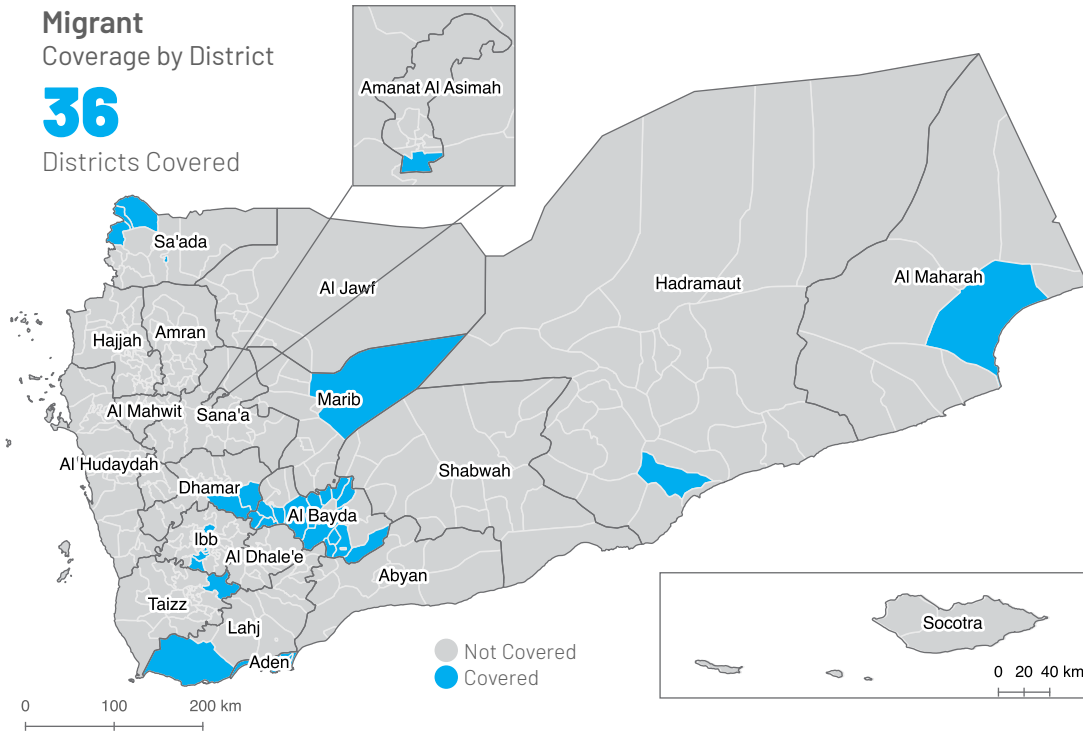 Migrant
Coverage by District
36
Districts Covered
Amanat Al Asimah
Sa'ada
Al Jawf
Hadramaut
Al Maharah
Hajjah
Amran
Marib
Al Mahwit
Sana'a
Al Hudaydah
Shabwah
Dhamar
Al Bayda
Ibb
Al Dhale'e
Abyan
Taizz
Lahj
Aden
Not Covered
Covered
Socotra
0 20 40 km
0 100 200 km